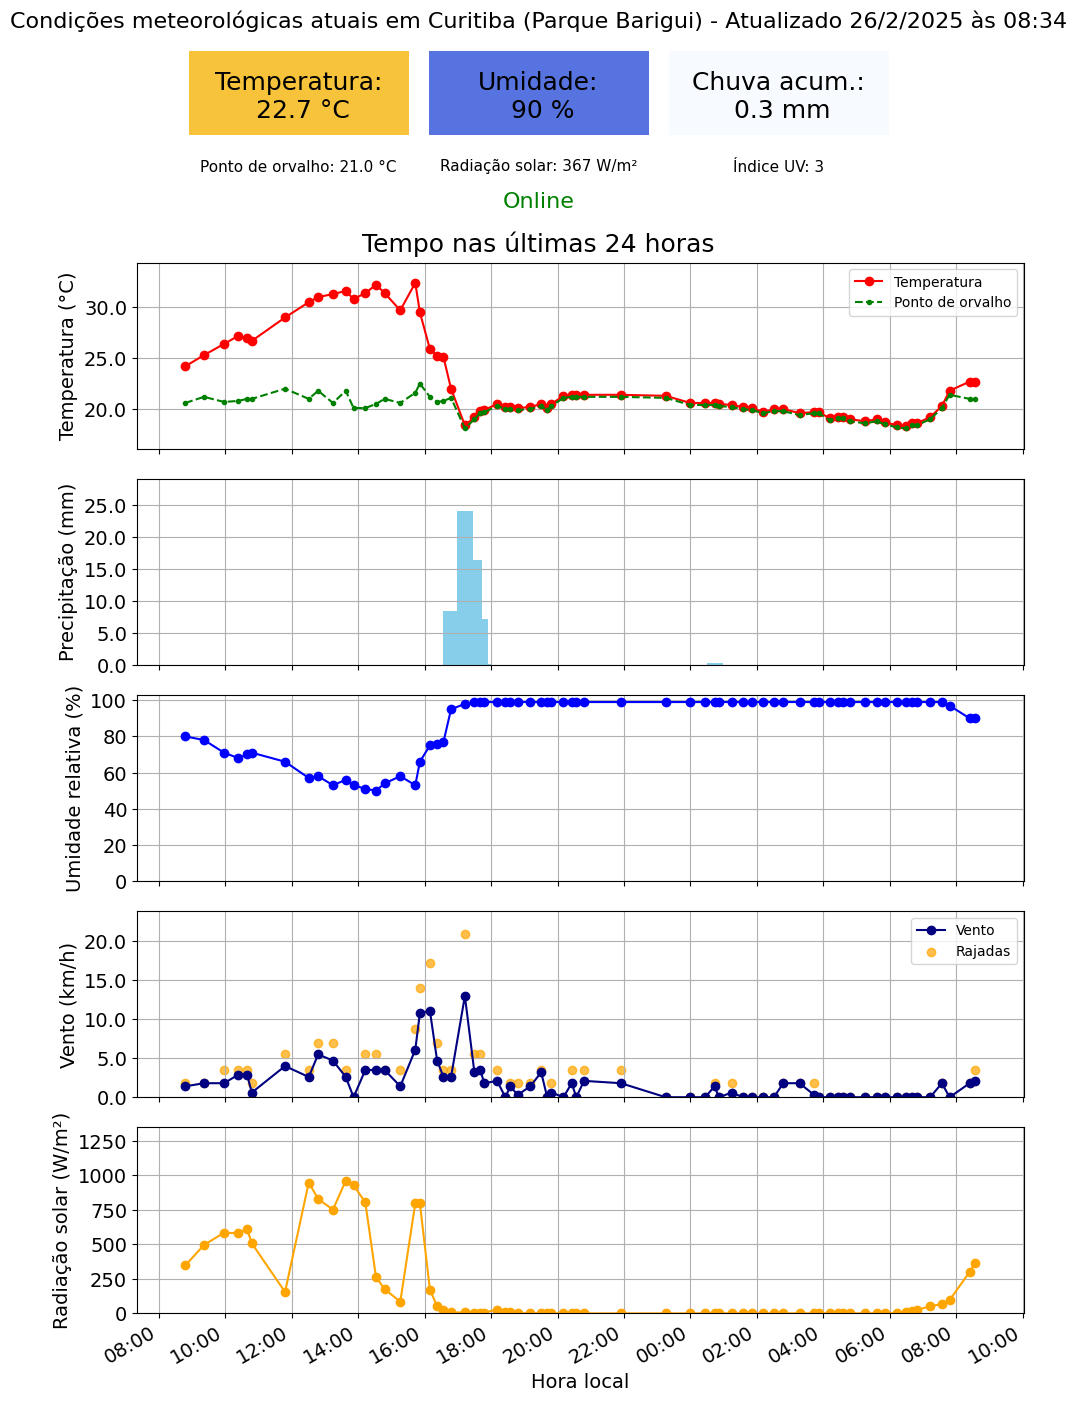 Condições meteorológicas atuais em Curitiba (Parque Barigui) - Atualizado 26/2/2025 às 08:34
Temperatura:
22.7 °C
Umidade:
90 %
Chuva acum.:
0.3 mm
Ponto de orvalho: 21.0 °C
Radiação solar: 367 W/m²
Índice UV: 3
Online
Tempo nas últimas 24 horas
Temperatura (°C)
30.0
25.0
20.0
Temperatura
Ponto de orvalho
Precipitação (mm)
25.0
20.0
15.0
10.0
5.0
0.0
Umidade relativa (%)
100
80
60
40
20
0
Vento (km/h)
20.0
15.0
10.0
5.0
0.0
Vento
Rajadas
Radiação solar (W/m²)
1250
1000
750
500
250
0
08:00
10:00
12:00
14:00
16:00
18:00
20:00
22:00
00:00
02:00
04:00
06:00
08:00
10:00
Hora local